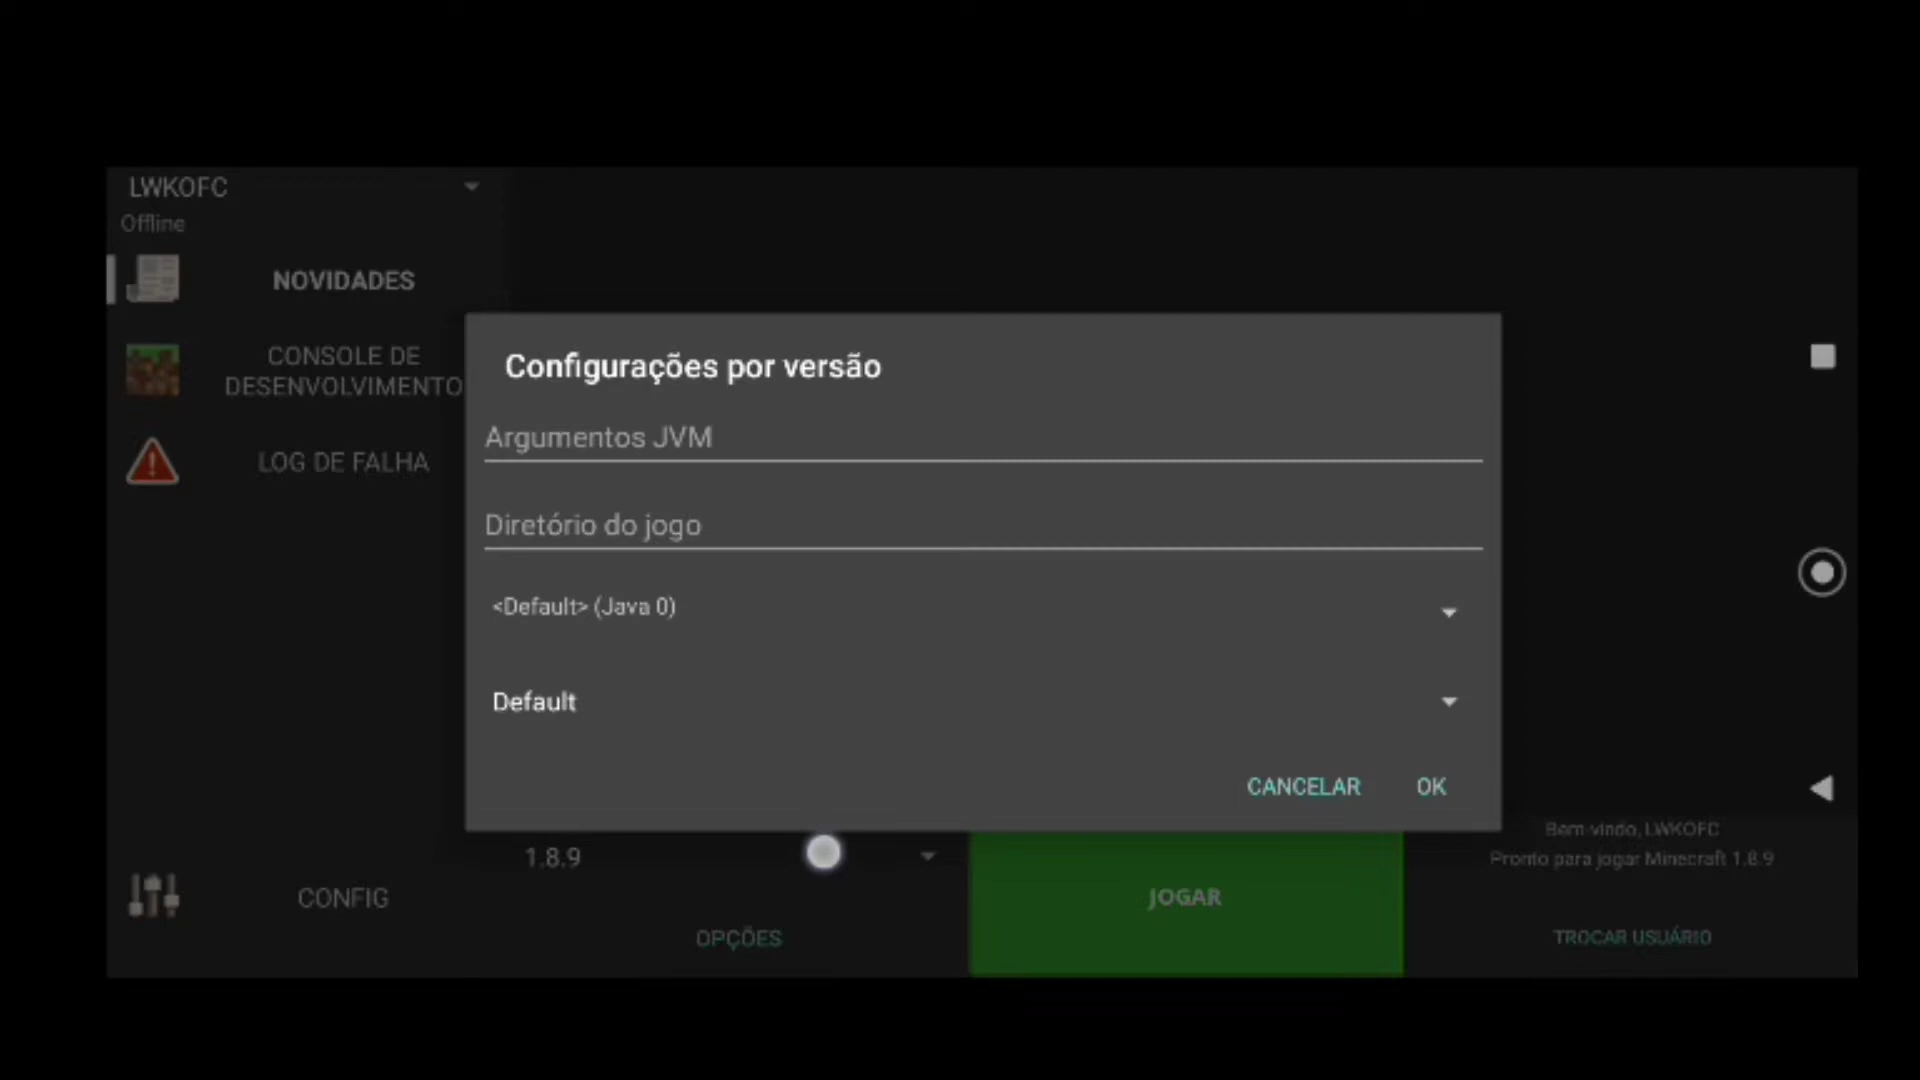 LWKOFC
Offline
NOVIDADES
CONSOLE DE
DESENVOLVIMENTO
LOG DE FALHA
CONFIG
Configurações por versão
Argumentos JVM
Diretório do jogo
<Default> (Java 0)
Default
CANCELAR OK
1.8.9
OPÇÕES
JOGAR
Bem-vindo, LWKOFC
Pronto para jogar Minecraft 1.8.9
TROCAR USUÁRIO